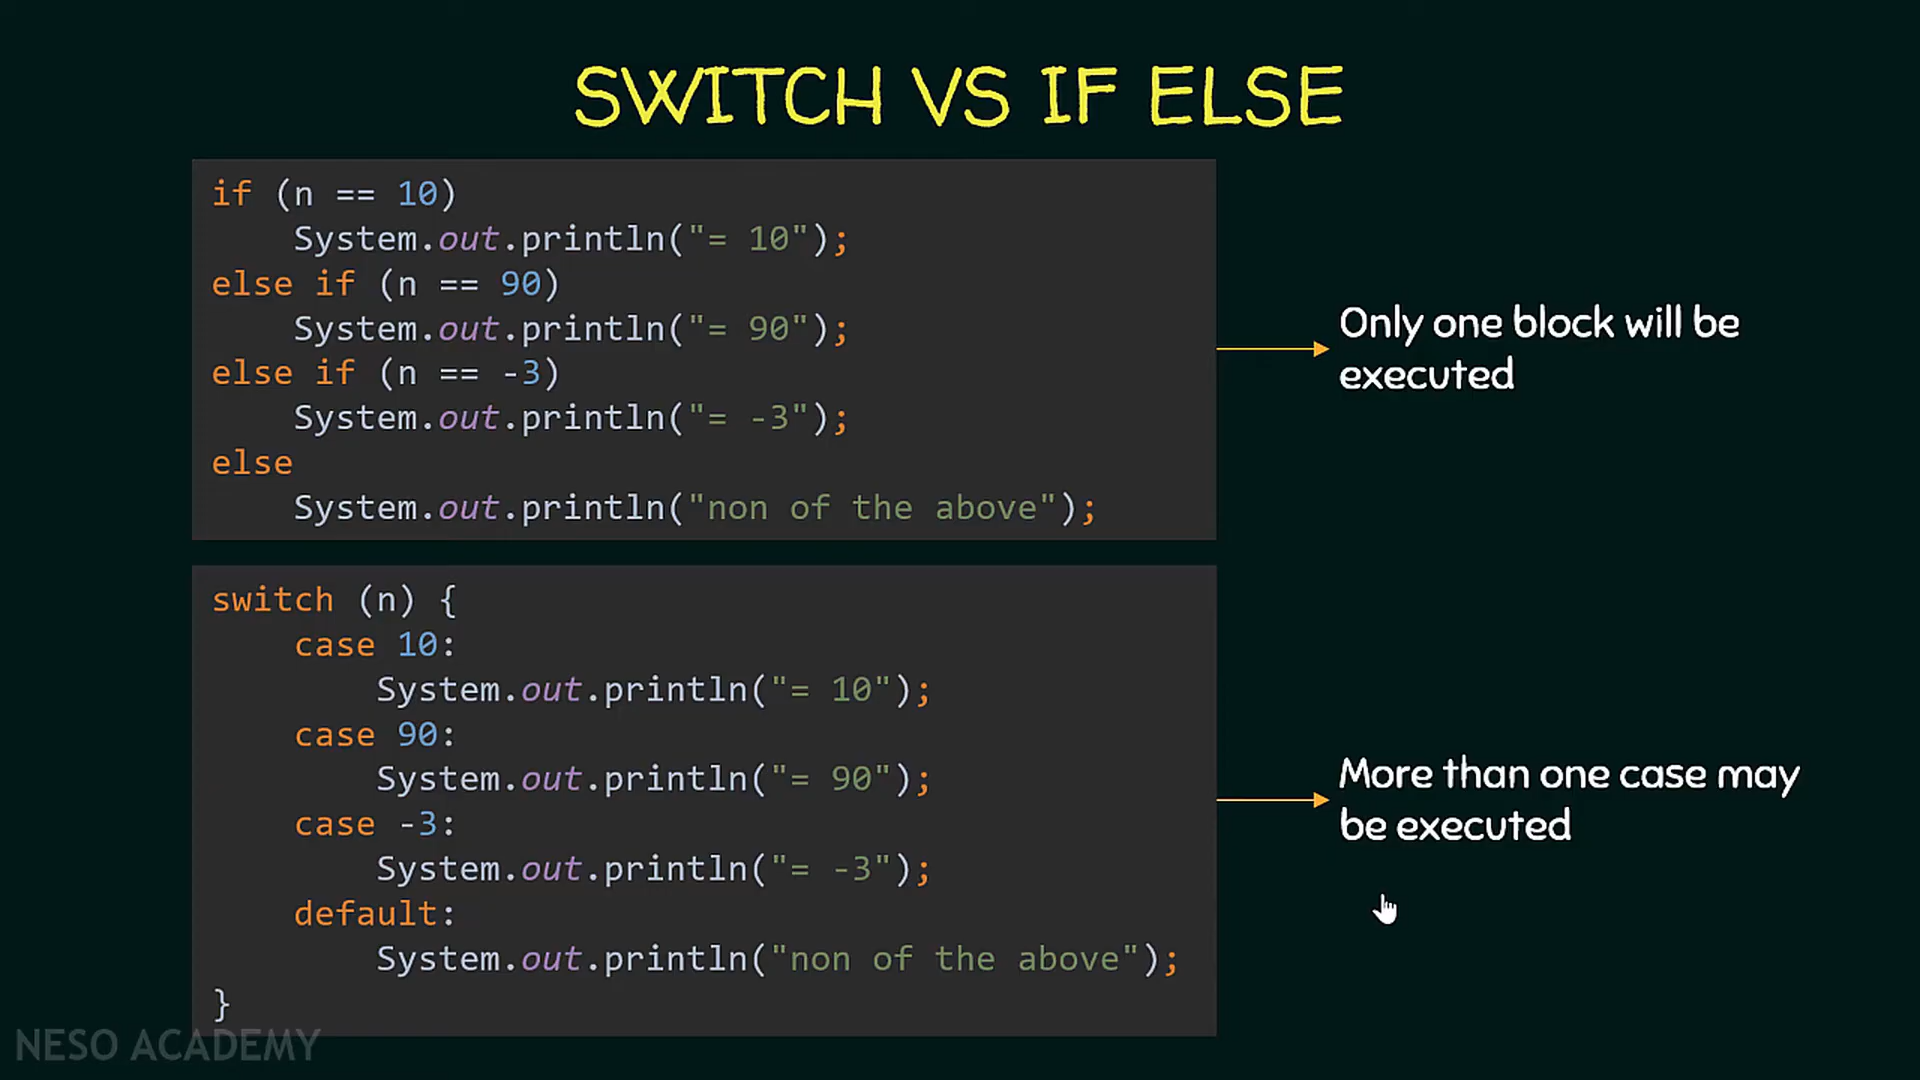 SWITCH VS IF ELSE
if (n == 10)
System.out.println("= 10");
else if (n == 90)
System.out.println("= 90");
else if (n == -3)
System.out.println("= -3");
else
System.out.println("non of the above");
Only one block will be
executed
switch (n) {
case 10:
System.out.println("= 10");
case 90:
System.out.println("= 90");
case -3:
System.out.println("= -3");
default:
System.out.println("non of the above");
}
More than one case may
be executed
NESO ACADEMY